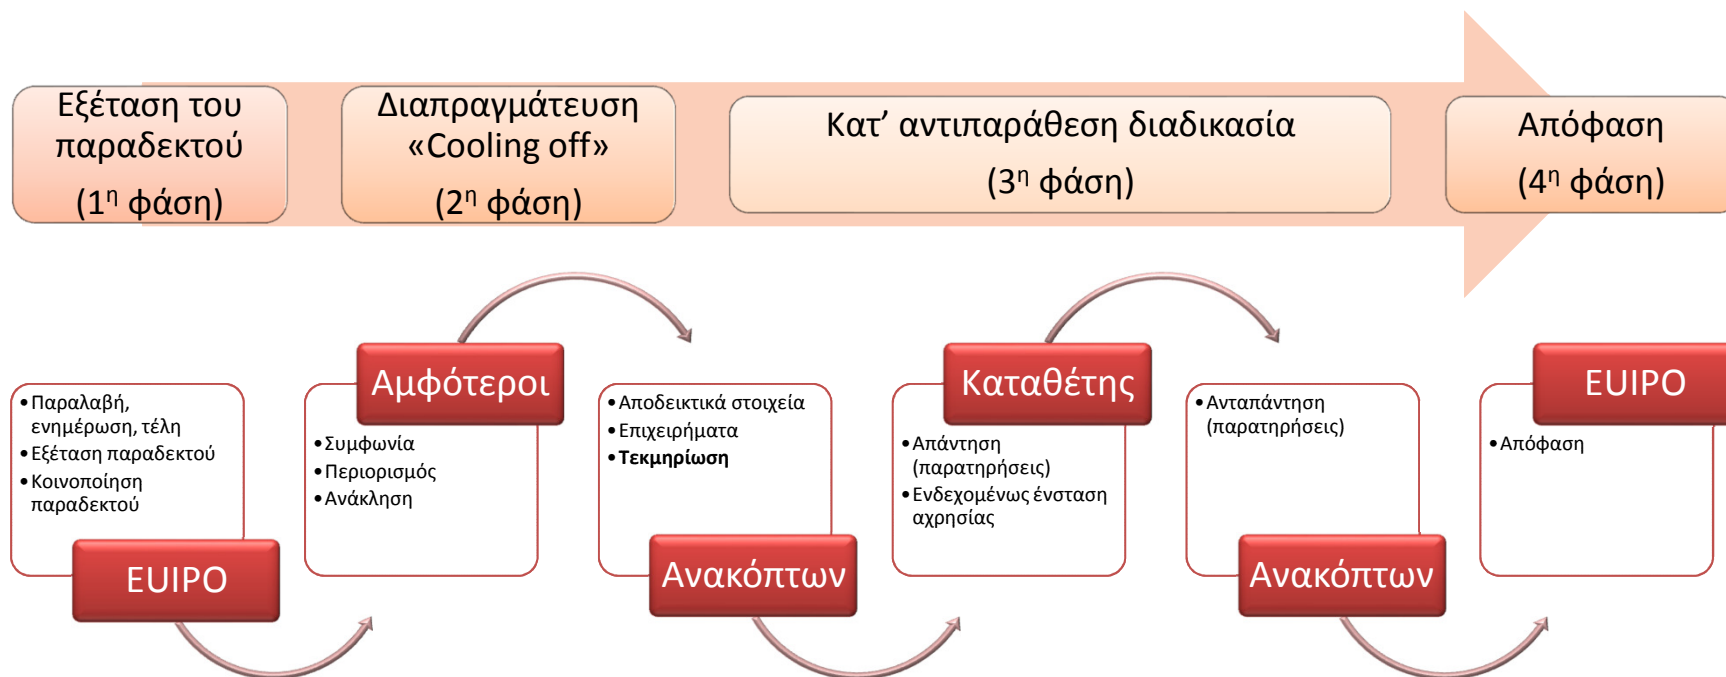 Εξέταση του
παραδεκτού
(1η φάση)
Διαπραγμάτευση
«Cooling off»
(2η φάση)
Κατ’ αντιπαράθεση διαδικασία
(3η φάση)
Απόφαση
(4η φάση)
•Παραλαβή,
ενημέρωση, τέλη
•Εξέταση παραδεκτού
•Κοινοποίηση
παραδεκτού
EUIPO
Αμφότεροι
•Συμφωνία
•Περιορισμός
•Ανάκληση
•Αποδεικτικά στοιχεία
•Επιχειρήματα
•Τεκμηρίωση
Ανακόπτων
Καταθέτης
•Απάντηση
(παρατηρήσεις)
•Ενδεχομένως ένσταση
αχρησίας
•Ανταπάντηση
(παρατηρήσεις)
Ανακόπτων
EUIPO
•Απόφαση